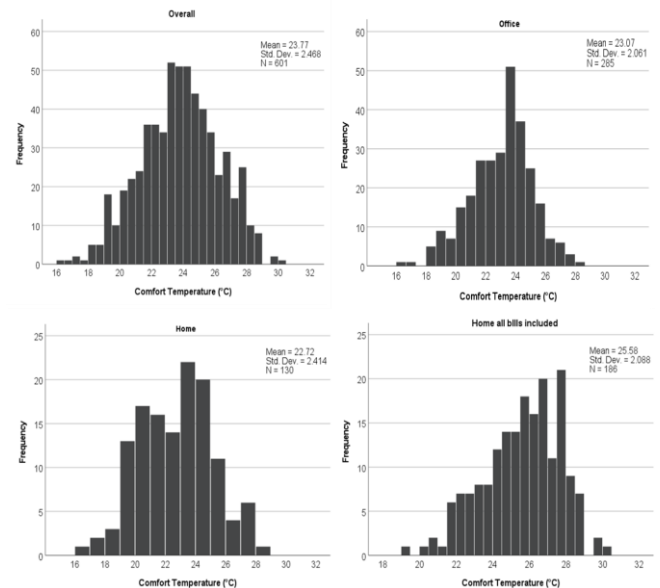 Overall
Mean = 23.77
Std. Dev. = 2.468
N = 601
60
50
40
30
20
10
0
Frequency
16 18 20 22 24 26 28 30 32
Comfort Temperature (°C)
Office
Mean = 23.07
Std. Dev. = 2.061
N = 285
60
50
40
30
20
10
0
Frequency
16 18 20 22 24 26 28 30 32
Comfort Temperature (°C)
Home
Mean = 22.72
Std. Dev. = 2.414
N = 130
25
20
15
10
5
0
Frequency
16 18 20 22 24 26 28 30 32
Comfort Temperature (°C)
Home all bills included
Mean = 25.58
Std. Dev. = 2.088
N = 186
25
20
15
10
5
0
Frequency
18 20 22 24 26 28 30 32
Comfort Temperature (°C)